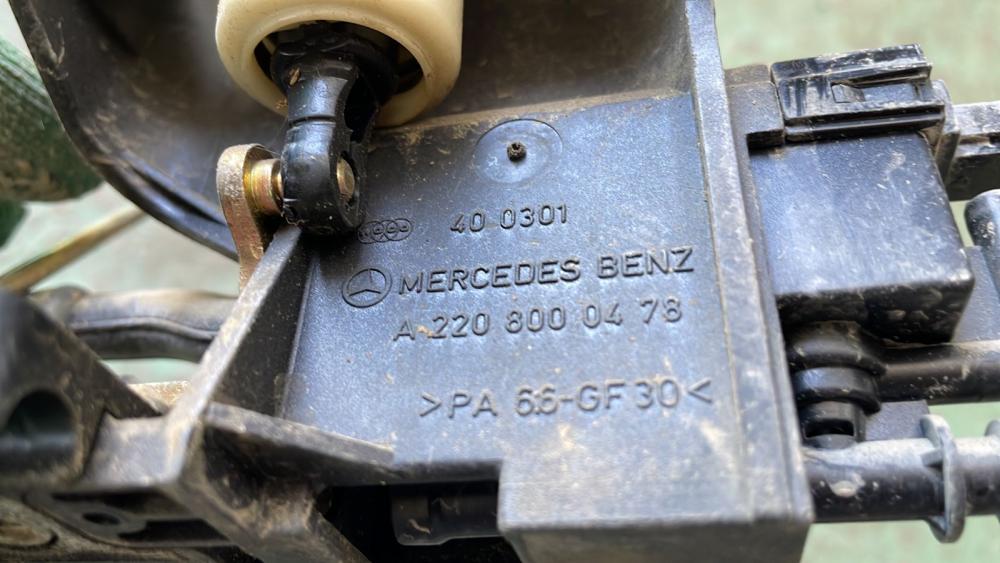 40 0301
MERCEDES BENZ
A 220 800 04 78
>PA 6.6-GF30<